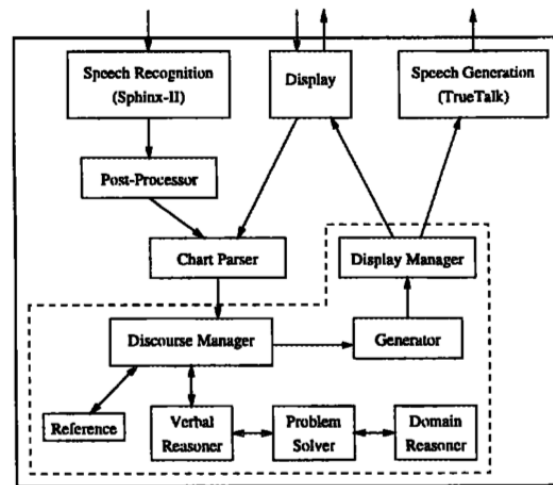 Speech Recognition
(Sphinx-II)
Display
Speech Generation
(TrueTalk)
Post-Processor
Chart Parser
Display Manager
Discourse Manager
Generator
Reference
Verbal
Reasoner
Problem
Solver
Domain
Reasoner